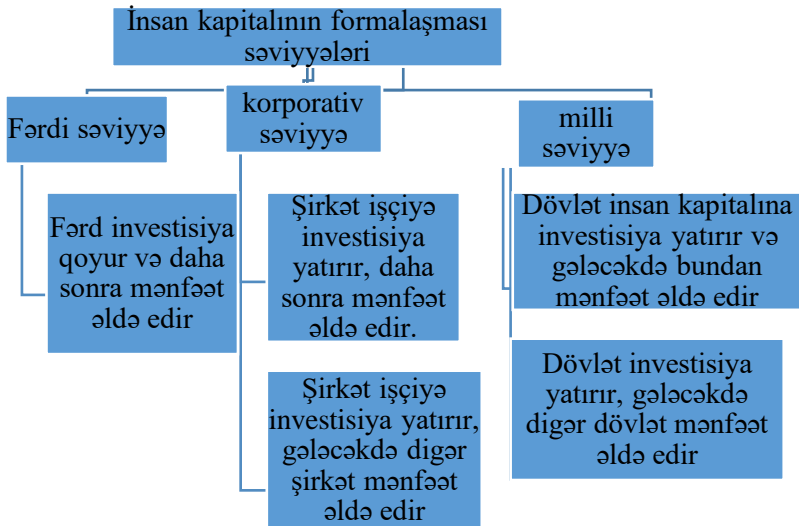 İnsan kapitalının formalaşması
səviyyələri
Fərdi səviyyə
Fərd investisiya
qoyur və daha
sonra mənfəət
əldə edir
korporativ
səviyyə
Şirkət işçiyə
investisiya
yatırır, daha
sonra mənfəət
əldə edir.
Şirkət işçiyə
investisiya yatırır,
gələcəkdə digər
şirkət mənfəət
əldə edir
milli
səviyyə
Dövlət insan kapitalına
investisiya yatırır və
gələcəkdə bundan
mənfəət əldə edir
Dövlət investisiya
yatırır, gələcəkdə
digər dövlət mənfəət
əldə edir